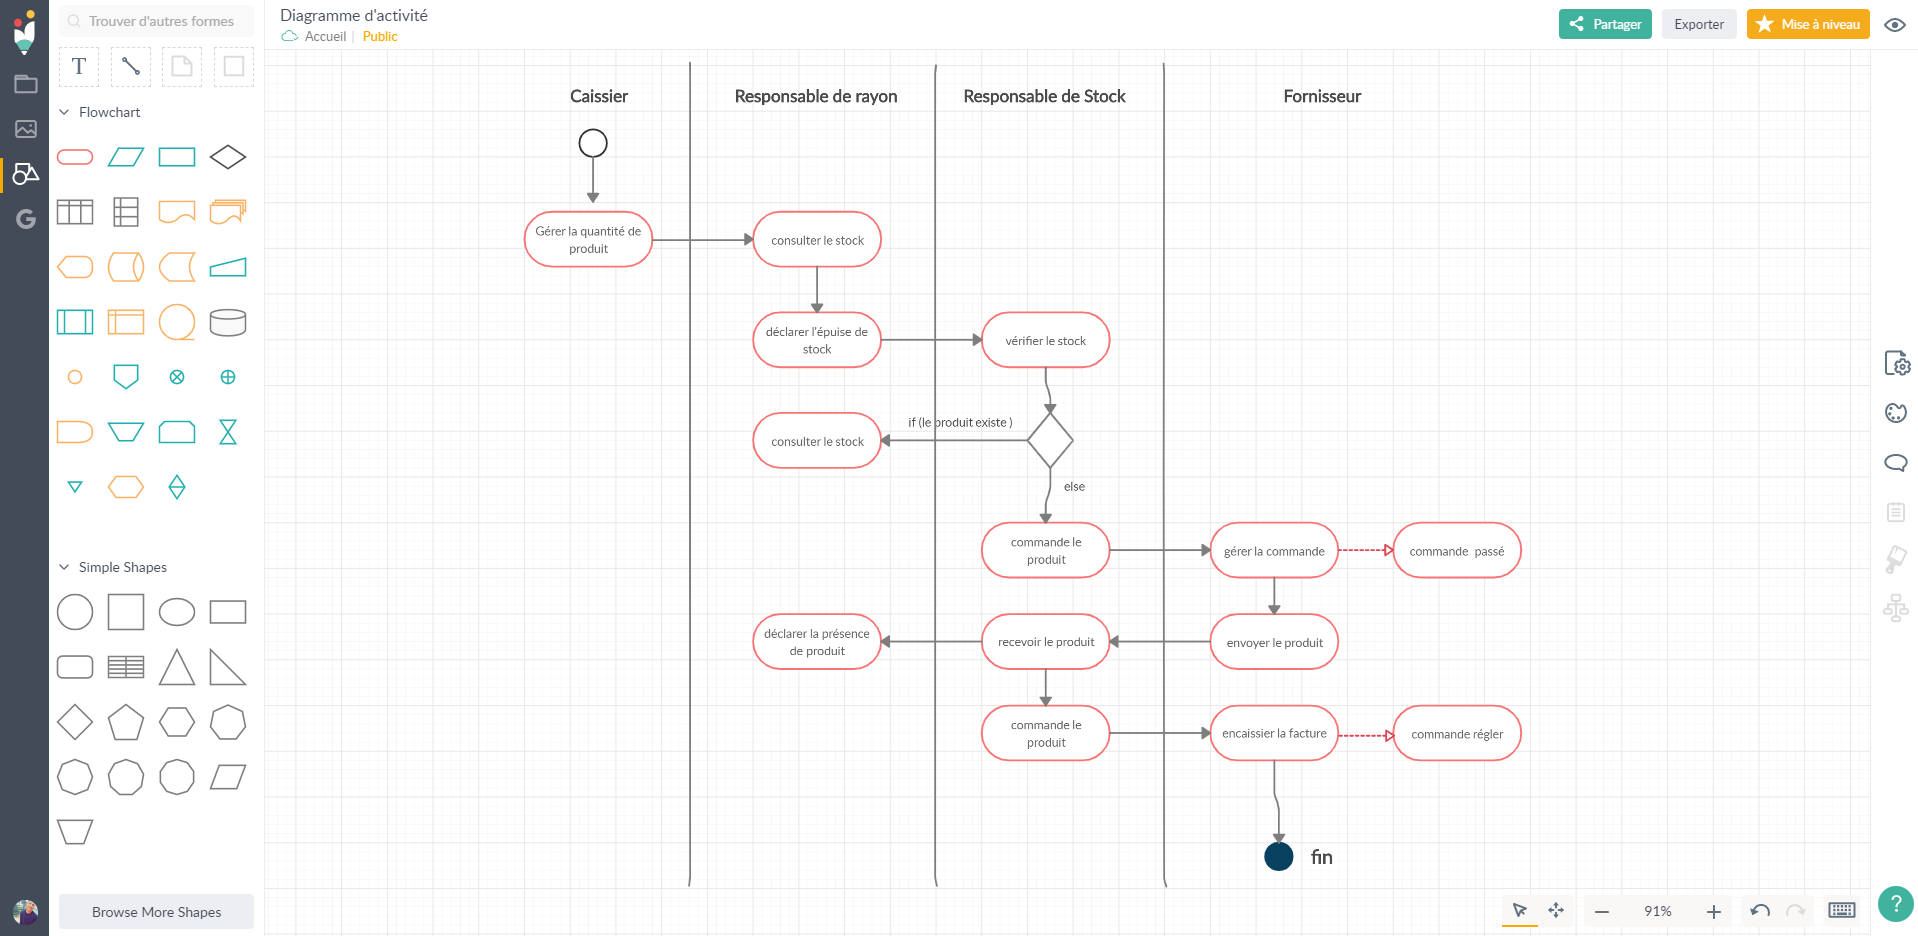 Trouver d'autres formes
Diagramme d'activité
Accueil | Public
Partager
Exporter
Mise à niveau
T
Flowchart
Simple Shapes
Browse More Shapes
Caissier
Responsable de rayon
Responsable de Stock
Fornisseur
Gérer la quantité de
produit
consulter le stock
déclarer l'épuise de
stock
vérifier le stock
if (le produit existe )
consulter le stock
else
commande le
produit
gérer la commande
commande passé
déclarer la présence
de produit
recevoir le produit
envoyer le produit
commande le
produit
encaissier la facture
commande régler
fin
91%
?